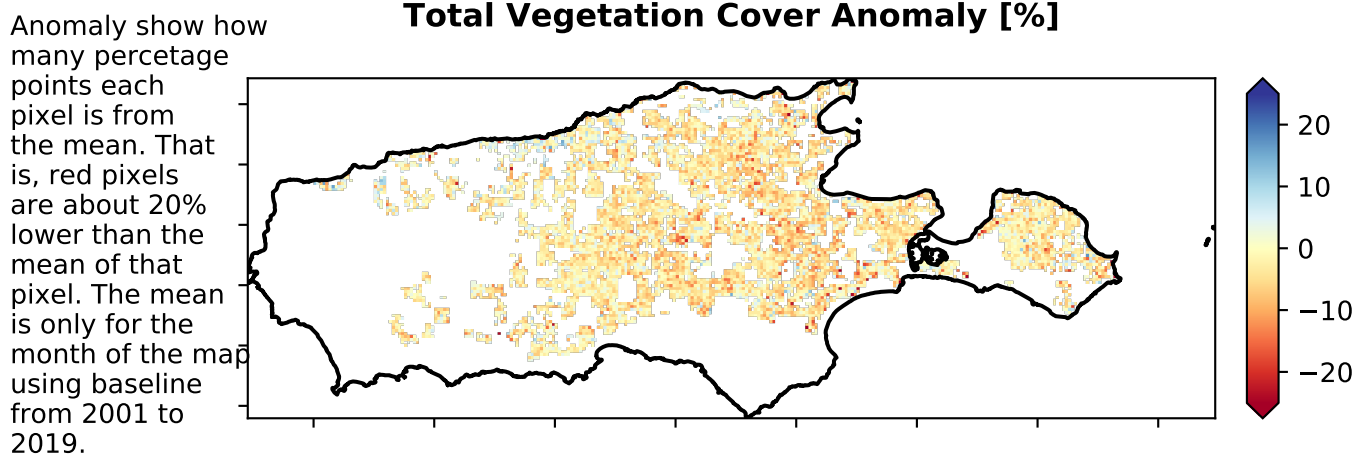 Total Vegetation Cover Anomaly [%]
Anomaly show how
many percetage
points each
pixel is from
the mean. That
is, red pixels
are about 20%
lower than the
mean of that
pixel. The mean
is only for the
month of the map
using baseline
from 2001 to
2019.
20
10
0
−10
−20